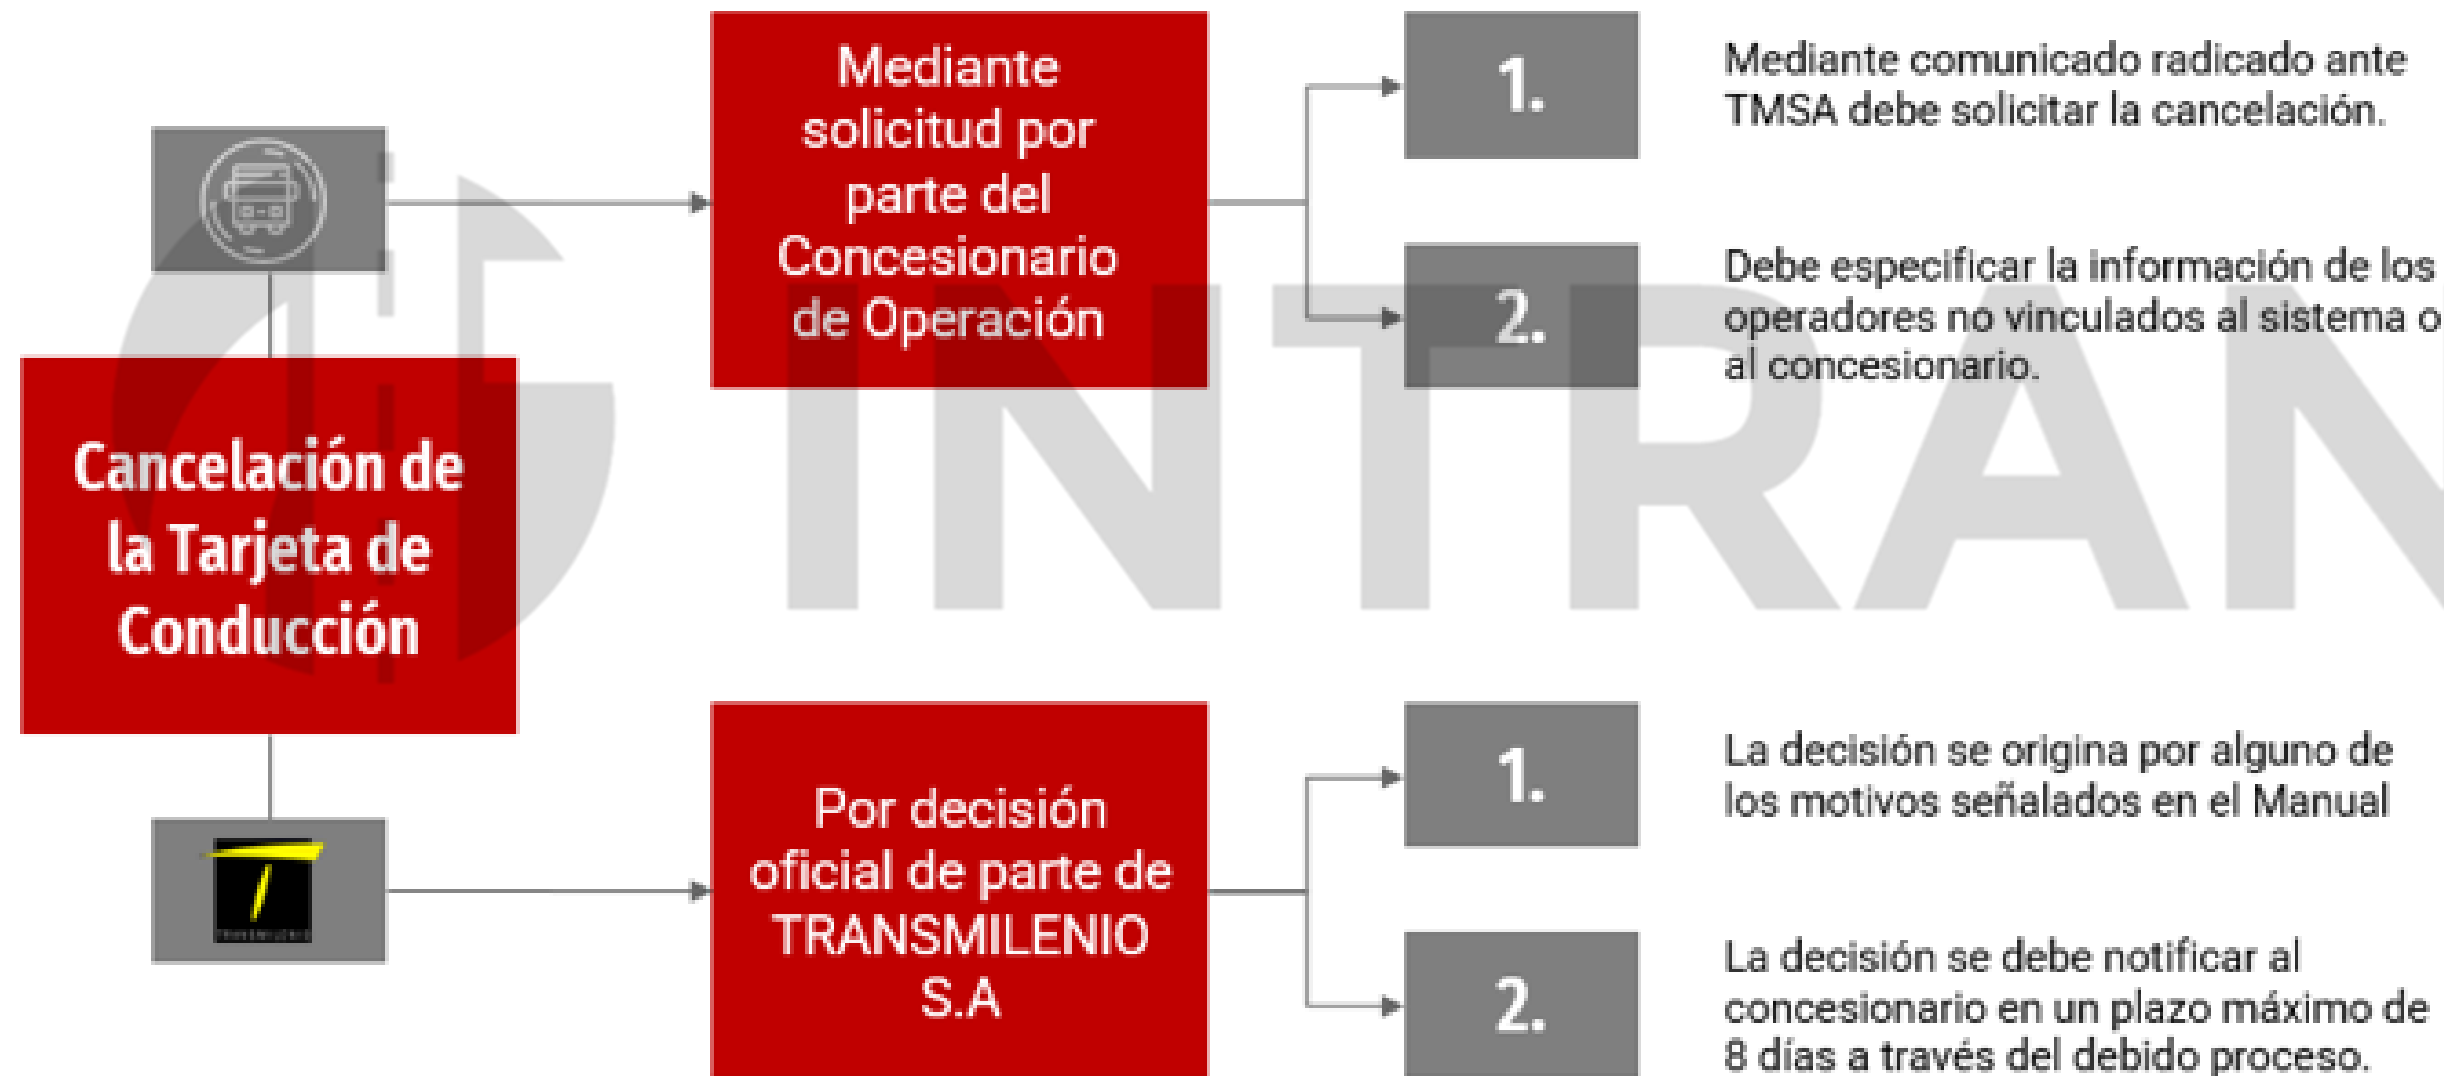 Mediante
solicitud por
parte del
Concesionario
de Operación
1.
Mediante comunicado radicado ante
TMSA debe solicitar la cancelación.
2.
Debe especificar la información de los
operadores no vinculados al sistema o
al concesionario.
Cancelación de
la Tarjeta de
Conducción
INTRAN
Por decisión
oficial de parte de
TRANSMILENIO
S.A
1.
La decisión se origina por alguno de
los motivos señalados en el Manual
2.
La decisión se debe notificar al
concesionario en un plazo máximo de
8 días a través del debido proceso.
TRANSMILENIO